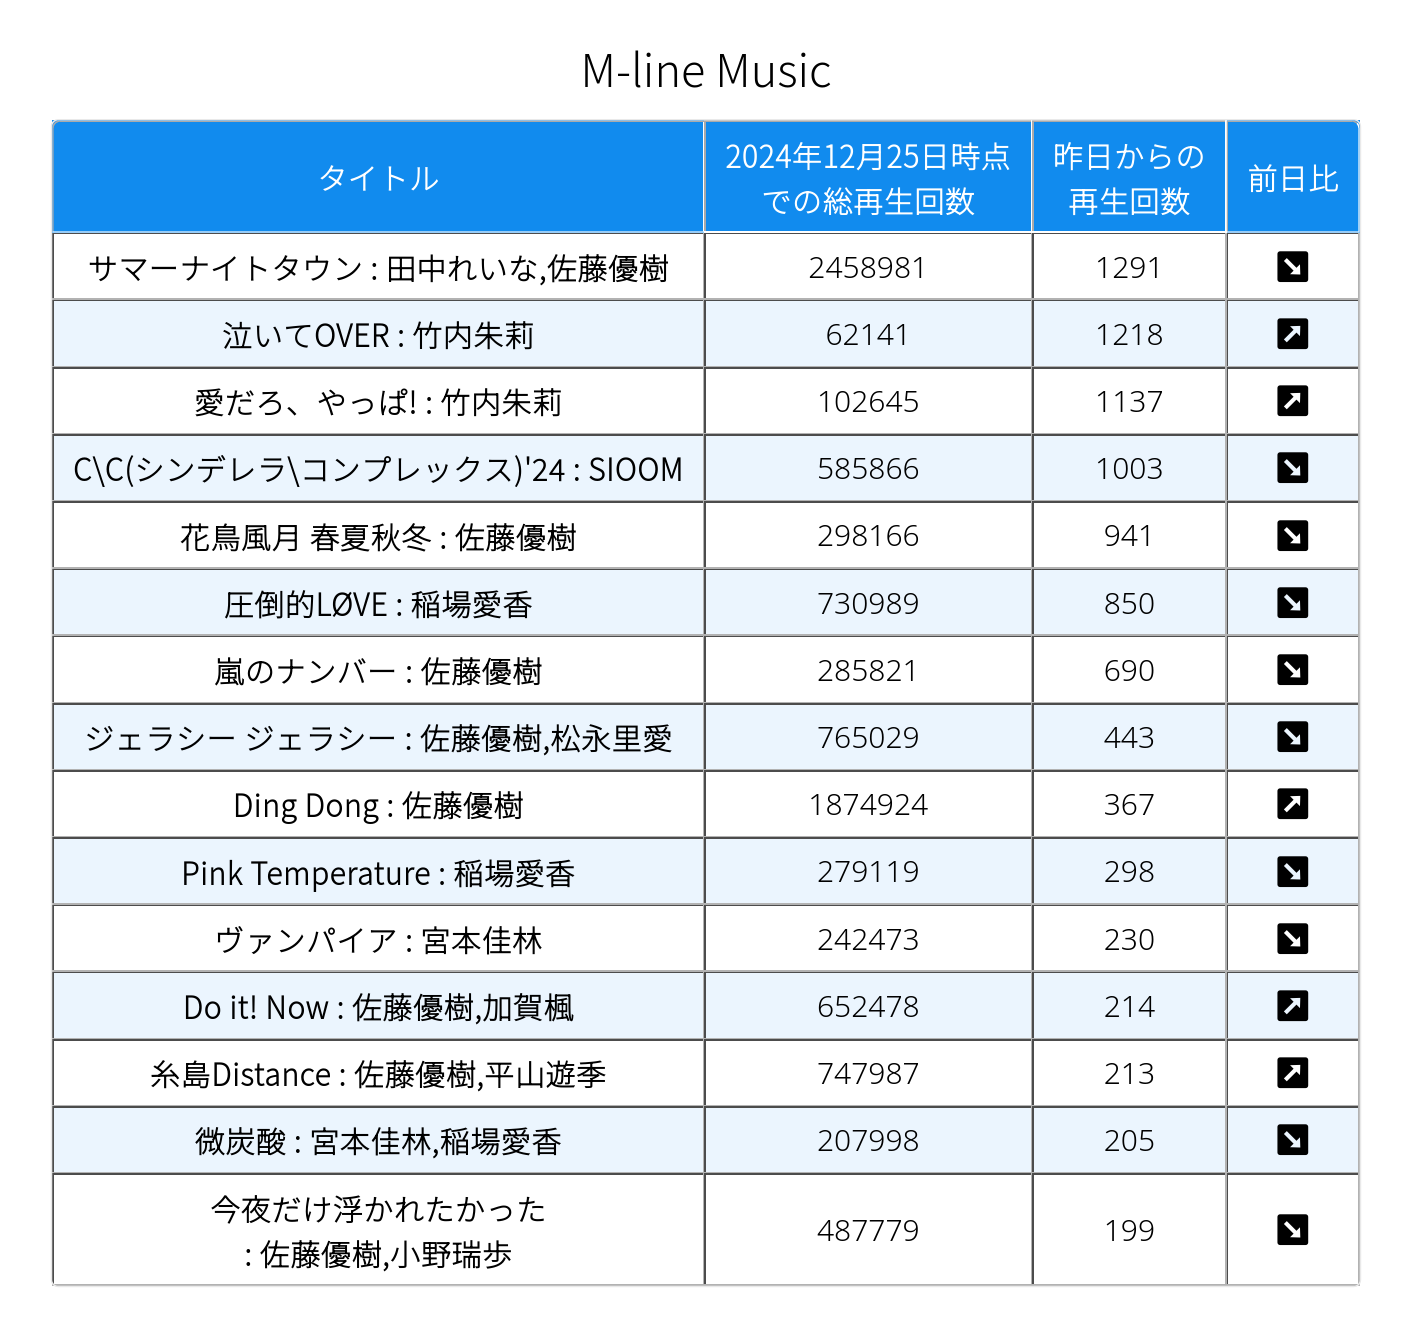 M-line Music
タイトル 2024年12月25日時点での総再生回数 昨日からの再生回数 前日比
サマーナイトタウン : 田中れいな,佐藤優樹 2458981 1291 ↘
泣いてOVER : 竹内朱莉 62141 1218 ↗
愛だろ、やっぱ! : 竹内朱莉 102645 1137 ↗
C\C(シンデレラ\コンプレックス)'24 : SIOOM 585866 1003 ↘
花鳥風月 春夏秋冬 : 佐藤優樹 298166 941 ↘
圧倒的LØVE : 稲場愛香 730989 850 ↘
嵐のナンバー : 佐藤優樹 285821 690 ↘
ジェラシー ジェラシー : 佐藤優樹,松永里愛 765029 443 ↘
Ding Dong : 佐藤優樹 1874924 367 ↗
Pink Temperature : 稲場愛香 279119 298 ↘
ヴァンパイア : 宮本佳林 242473 230 ↘
Do it! Now : 佐藤優樹,加賀楓 652478 214 ↗
糸島Distance : 佐藤優樹,平山遊季 747987 213 ↗
微炭酸 : 宮本佳林,稲場愛香 207998 205 ↘
今夜だけ浮かれたかった
: 佐藤優樹,小野瑞歩 487779 199 ↘